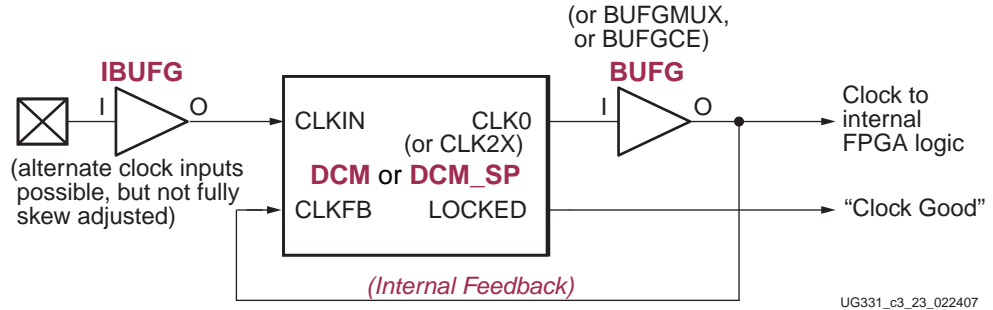 (or BUFGMUX,
or BUFGCE)
IBUFG
BUFG
I
O
CLKIN
CLK0
(or CLK2X)
I
O
Clock to
internal
FPGA logic
(alternate clock inputs
possible, but not fully
skew adjusted)
DCM or DCM_SP
CLKFB
LOCKED
“Clock Good”
(Internal Feedback)
UG331_c3_23_022407